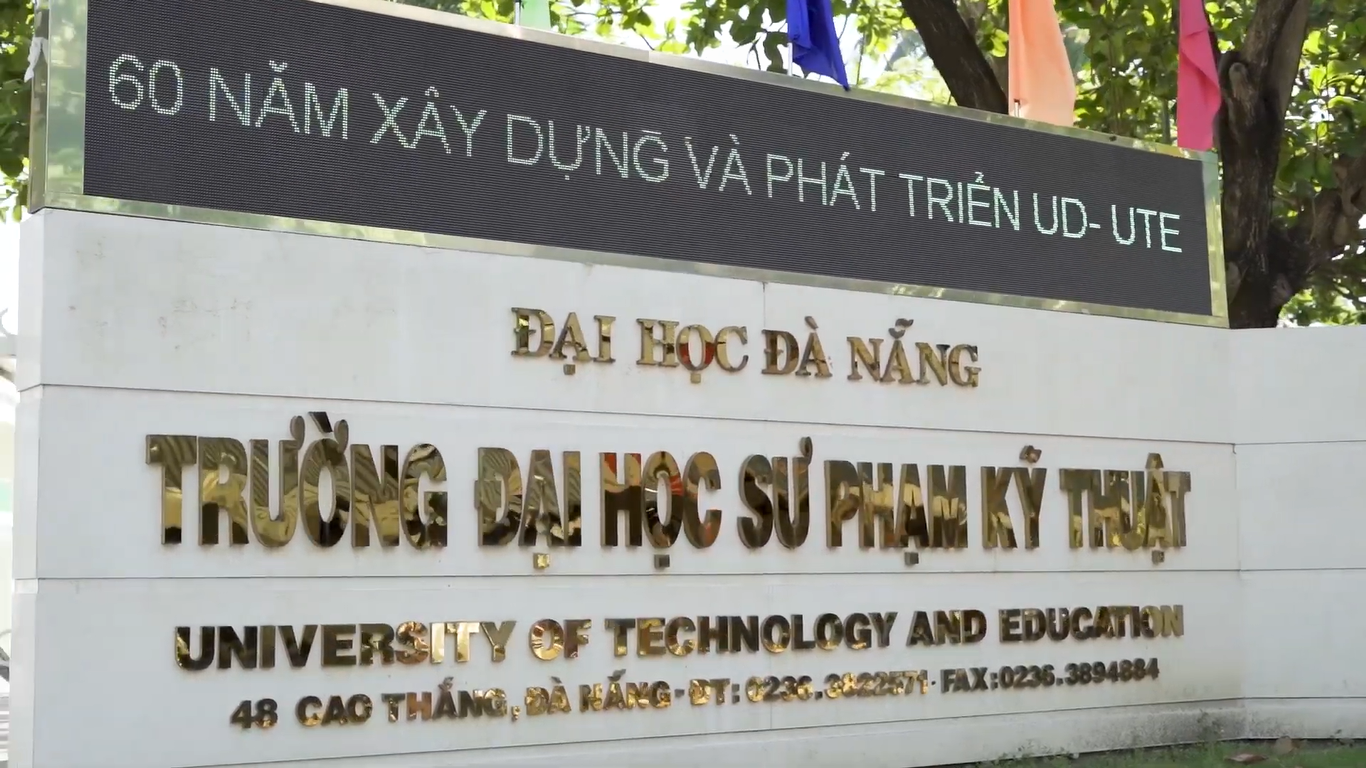 60 NĂM XÂY DỰNG VÀ PHÁT TRIỂN UD- UTE
ĐẠI HỌC ĐÀ NẴNG
TRƯỜNG ĐẠI HỌC SƯ PHẠM KỸ THUẬT
UNIVERSITY OF TECHNOLOGY AND EDUCATION
48 CAO THẮNG, ĐÀ NẴNG - ĐT: 0236.3822571 - FAX:0236.3894884